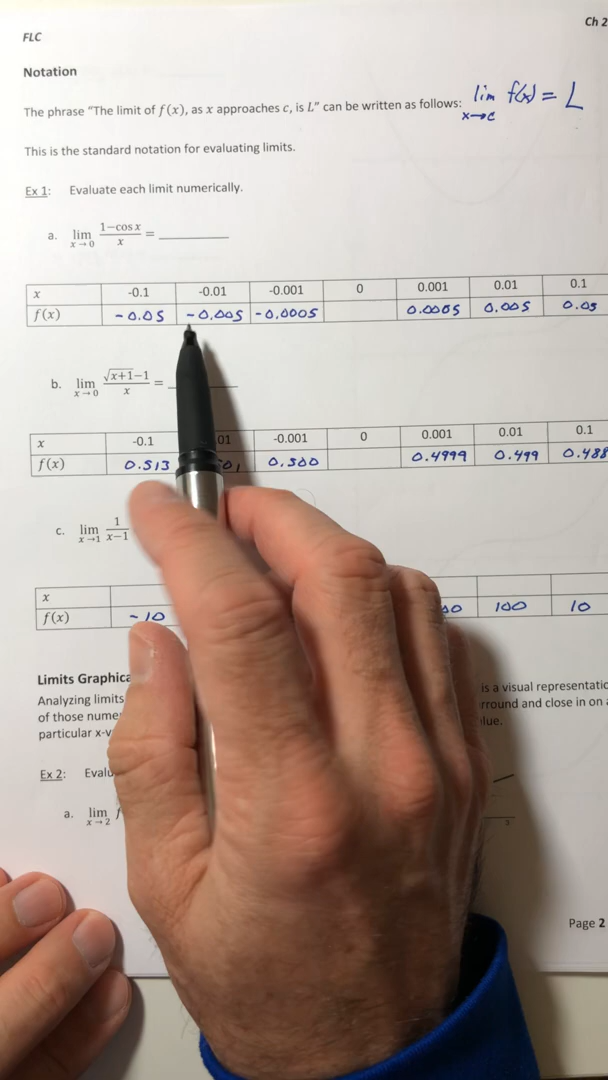 FLC Ch 2
Notation
The phrase "The limit of f(x), as x approaches c, is L" can be written as follows: lim x→c f(x) = L
This is the standard notation for evaluating limits.
Ex 1: Evaluate each limit numerically.
a. lim x→0 1−cos x / x = ________
x -0.1 -0.01 -0.001 0 0.001 0.01 0.1
f(x) -0.05 -0.005 -0.0005 0.0005 0.005 0.05
b. lim x→0 √x+1−1 / x =
x -0.1 01 -0.001 0 0.001 0.01 0.1
f(x) 0.513 01 0.500 0.4999 0.499 0.488
c. lim x→1 1 / x−1
x
f(x) -10 100 10
Limits Graphica
Analyzing limits is a visual representatio
of those nume rround and close in on a
particular x-v lue.
Ex 2: Evalu
a. lim x→2 f
3
Page 2